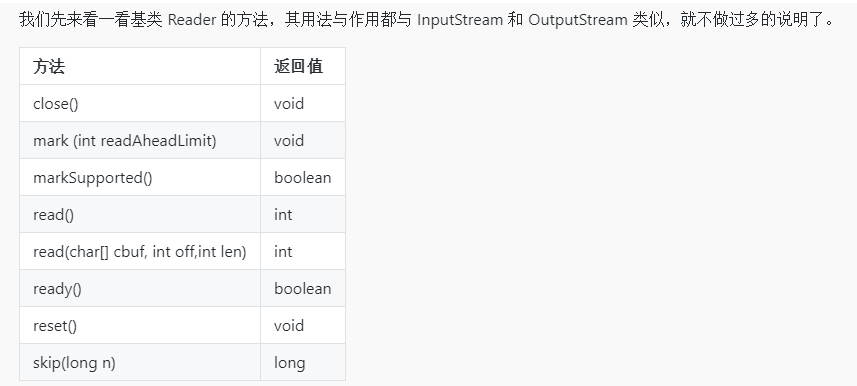 我们先来看一看基类 Reader 的方法，其用法与作用都与 InputStream 和 OutputStream 类似，就不做过多的说明了。
方法 返回值
close() void
mark (int readAheadLimit) void
markSupported() boolean
read() int
read(char[] cbuf, int off,int len) int
ready() boolean
reset() void
skip(long n) long